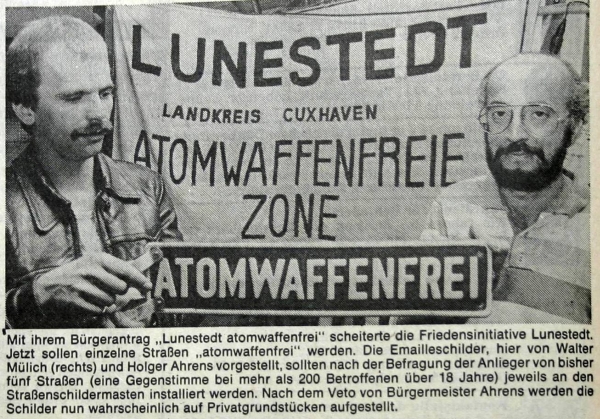 LUNESTEDT
LANDKREIS CUXHAVEN
ATOMWAFFENFREIE
ZONE
ATOMWAFFENFREI
Mit ihrem Bürgerantrag „Lunestedt atomwaffenfrei“ scheiterte die Friedensinitiative Lunestedt.
Jetzt sollen einzelne Straßen „atomwaffenfrei“ werden. Die Emailleschilder, hier von Walter
Mülich (rechts) und Holger Ahrens vorgestellt, sollten nach der Befragung der Anlieger von bisher
fünf Straßen (eine Gegenstimme bei mehr als 200 Betroffenen über 18 Jahre) jeweils an den
Straßenschildermasten installiert werden. Nach dem Veto von Bürgermeister Ahrens werden die
Schilder nun wahrscheinlich auf Privatgrundstücken aufgestellt.